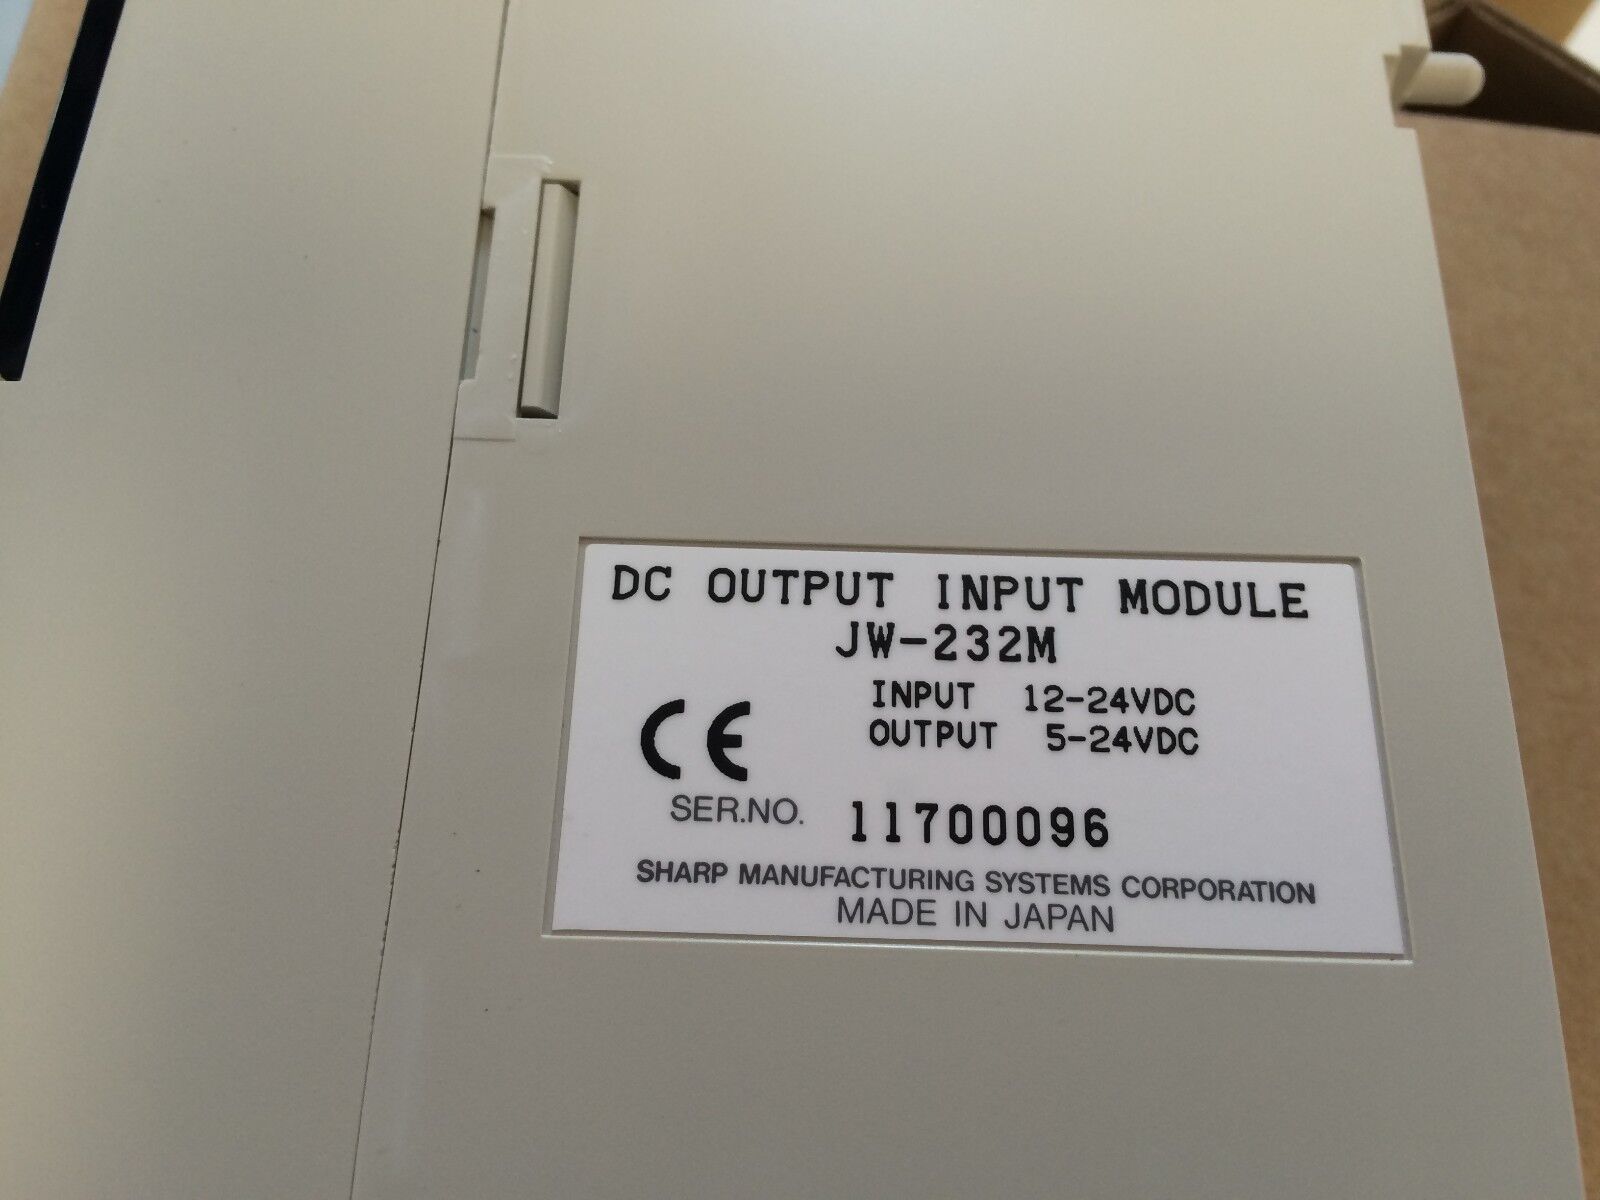 DC OUTPUT INPUT MODULE
JW-232M
INPUT 12-24VDC
OUTPUT 5-24VDC
CE
SER.NO. 11700096
SHARP MANUFACTURING SYSTEMS CORPORATION
MADE IN JAPAN